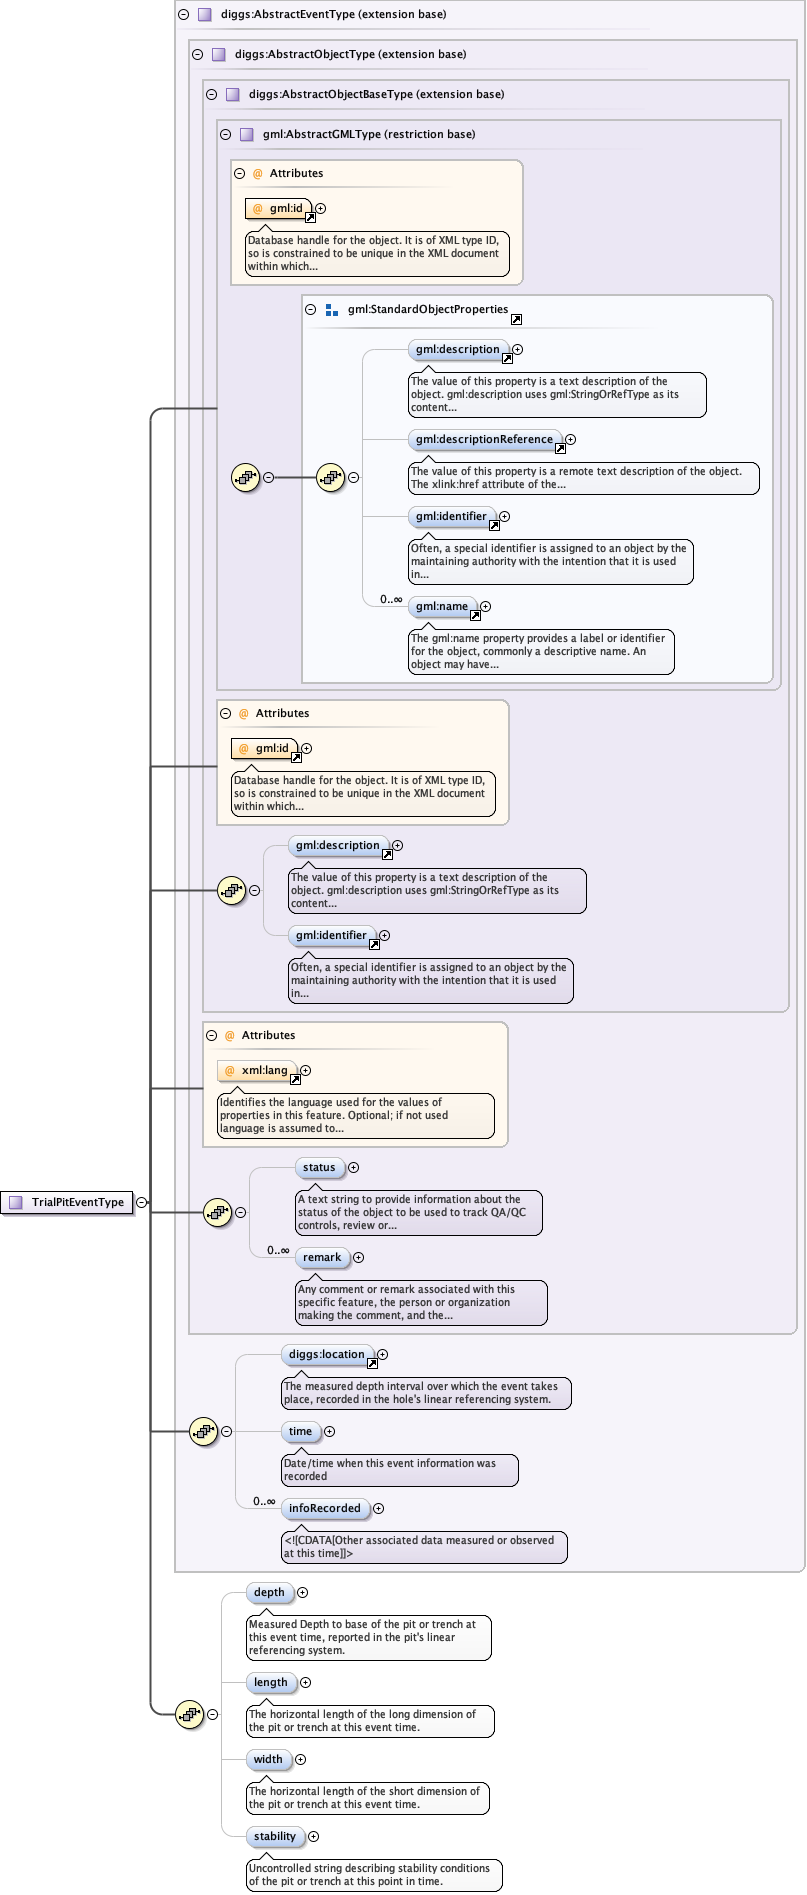 diggs:AbstractEventType (extension base)
diggs:AbstractObjectType (extension base)
diggs:AbstractObjectBaseType (extension base)
gml:AbstractGMLType (restriction base)
@ Attributes
@ gml:id
Database handle for the object. It is of XML type ID,
so is constrained to be unique in the XML document
within which...
gml:StandardObjectProperties
gml:description
The value of this property is a text description of the
object. gml:description uses gml:StringOrRefType as its
content...
gml:descriptionReference
The value of this property is a remote text description of the object.
The xlink:href attribute of the...
gml:identifier
Often, a special identifier is assigned to an object by the
maintaining authority with the intention that it is used
in...
0..∞
gml:name
The gml:name property provides a label or identifier
for the object, commonly a descriptive name. An
object may have...
@ Attributes
@ gml:id
Database handle for the object. It is of XML type ID,
so is constrained to be unique in the XML document
within which...
gml:description
The value of this property is a text description of the
object. gml:description uses gml:StringOrRefType as its
content...
gml:identifier
Often, a special identifier is assigned to an object by the
maintaining authority with the intention that it is used
in...
@ Attributes
@ xml:lang
Identifies the language used for the values of
properties in this feature. Optional; if not used
language is assumed to...
TrialPitEventType
status
A text string to provide information about the
status of the object to be used to track QA/QC
controls, review or...
0..∞
remark
Any comment or remark associated with this
specific feature, the person or organization
making the comment, and the...
diggs:location
The measured depth interval over which the event takes
place, recorded in the hole's linear referencing system.
time
Date/time when this event information was
recorded
0..∞
infoRecorded
<![CDATA[Other associated data measured or observed
at this time]]>
depth
Measured Depth to base of the pit or trench at
this event time, reported in the pit's linear
referencing system.
length
The horizontal length of the long dimension of
the pit or trench at this event time.
width
The horizontal length of the short dimension of
the pit or trench at this event time.
stability
Uncontrolled string describing stability conditions
of the pit or trench at this point in time.